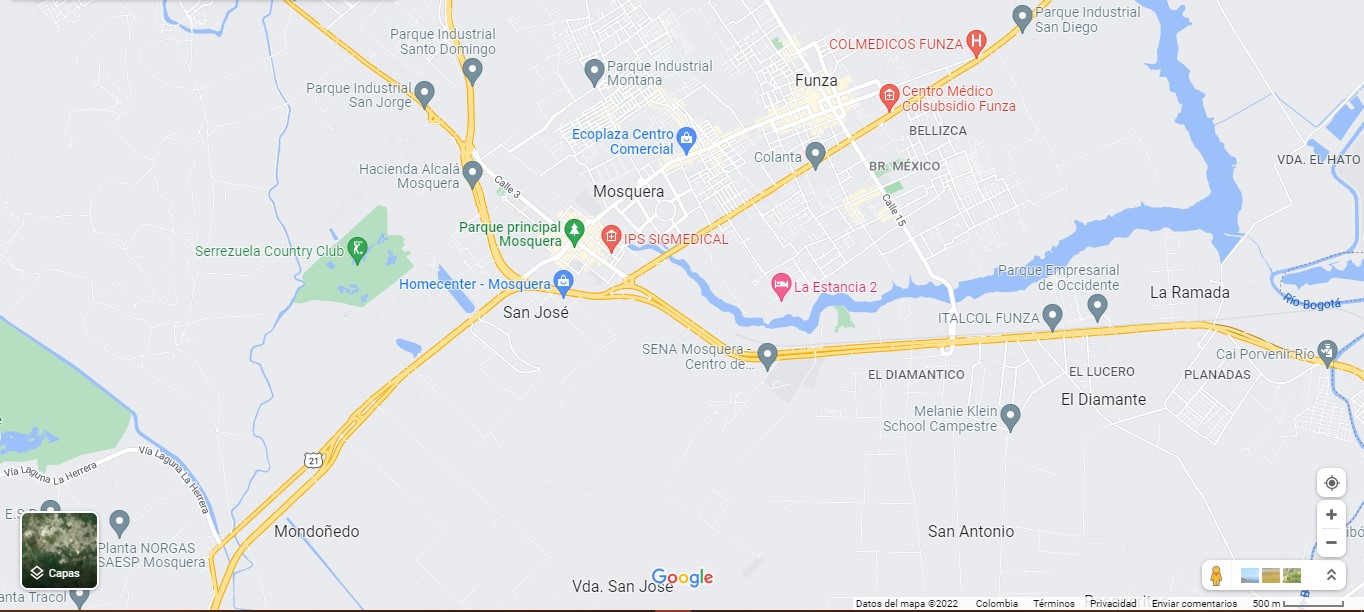 Parque Industrial
San Diego
Parque Industrial
Santo Domingo
COLMEDICOS FUNZA
Parque Industrial
Montana
Funza
Parque Industrial
San Jorge
Centro Médico
Colsubsidio Funza
Ecoplaza Centro
Comercial
BELLIZCA
Colanta
BR. MÉXICO
VDA. EL HATO
Hacienda Alcalá
Mosquera
Calle 3
Mosquera
Calle 15
Parque principal
Mosquera
IPS SIGMEDICAL
Serrezuela Country Club
Homecenter - Mosquera
La Estancia 2
Parque Empresarial
de Occidente
La Ramada
Río Bogotá
San José
ITALCOL FUNZA
SENA Mosquera -
Centro de...
Cai Porvenir Río
EL DIAMANTICO
EL LUCERO
PLANADAS
El Diamante
Melanie Klein
School Campestre
21
Vía Laguna La Herrera
Vía Laguna La Herrera
E.S.
Mondoñedo
San Antonio
Planta NORGAS
SAESP Mosquera
Capas
Vda. San José
Google
anta Tracol
Datos del mapa ©2022
Colombia
Términos
Privacidad
Enviar comentarios
500 m